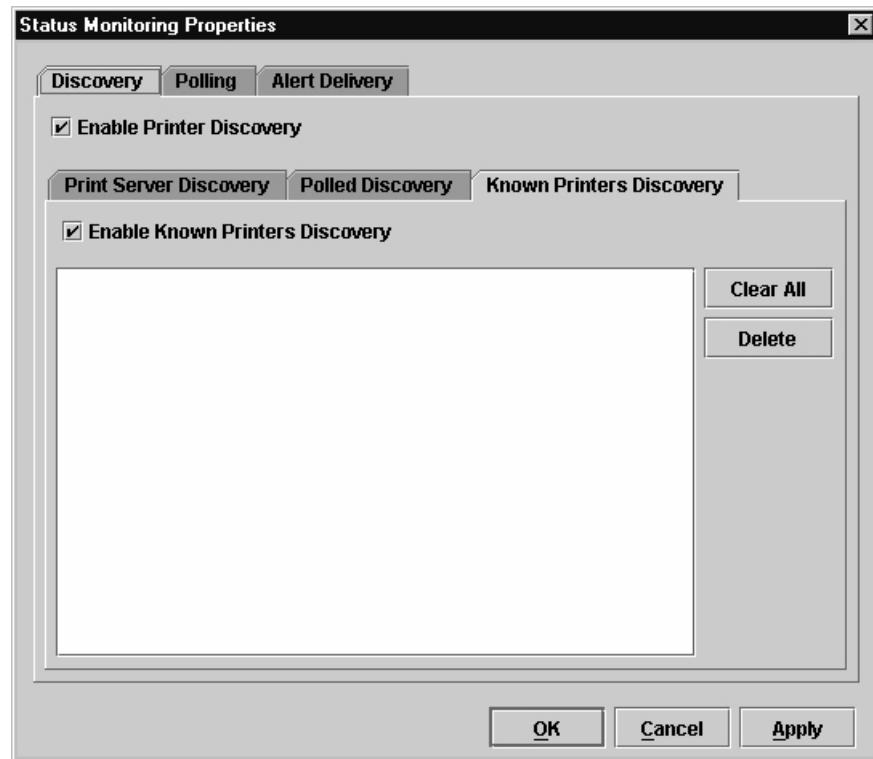 Status Monitoring Properties
Discovery Polling Alert Delivery
Enable Printer Discovery
Print Server Discovery Polled Discovery Known Printers Discovery
Enable Known Printers Discovery
Clear All
Delete
OK Cancel Apply